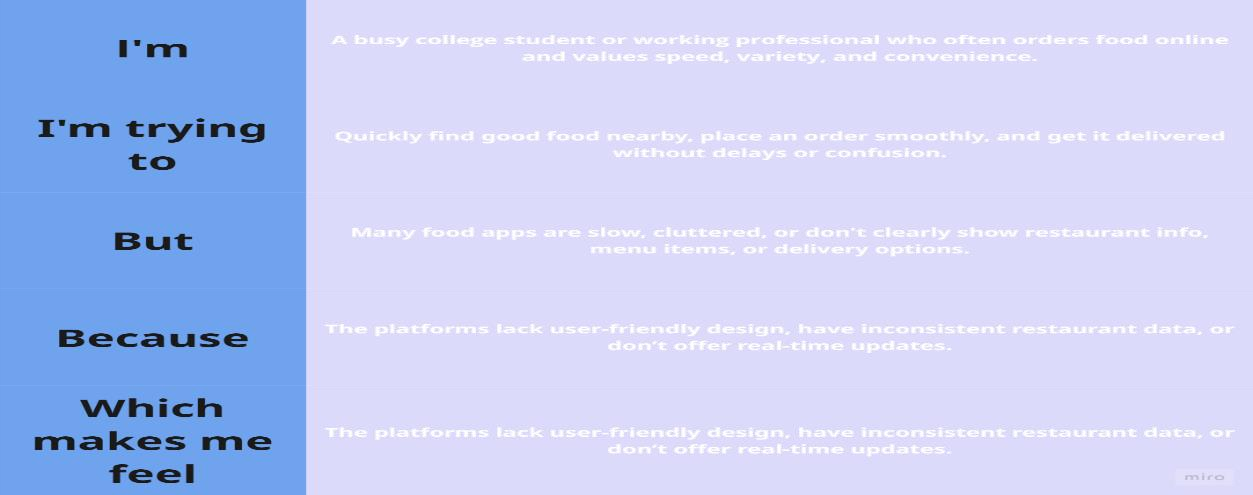 I'm
A busy college student or working professional who often orders food online
and values speed, variety, and convenience.
I'm trying
to
Quickly find good food nearby, place an order smoothly, and get it delivered
without delays or confusion.
But
Many food apps are slow, cluttered, or don't clearly show restaurant info,
menu items, or delivery options.
Because
The platforms lack user-friendly design, have inconsistent restaurant data, or
don’t offer real-time updates.
Which
makes me
feel
The platforms lack user-friendly design, have inconsistent restaurant data, or
don’t offer real-time updates.
miro